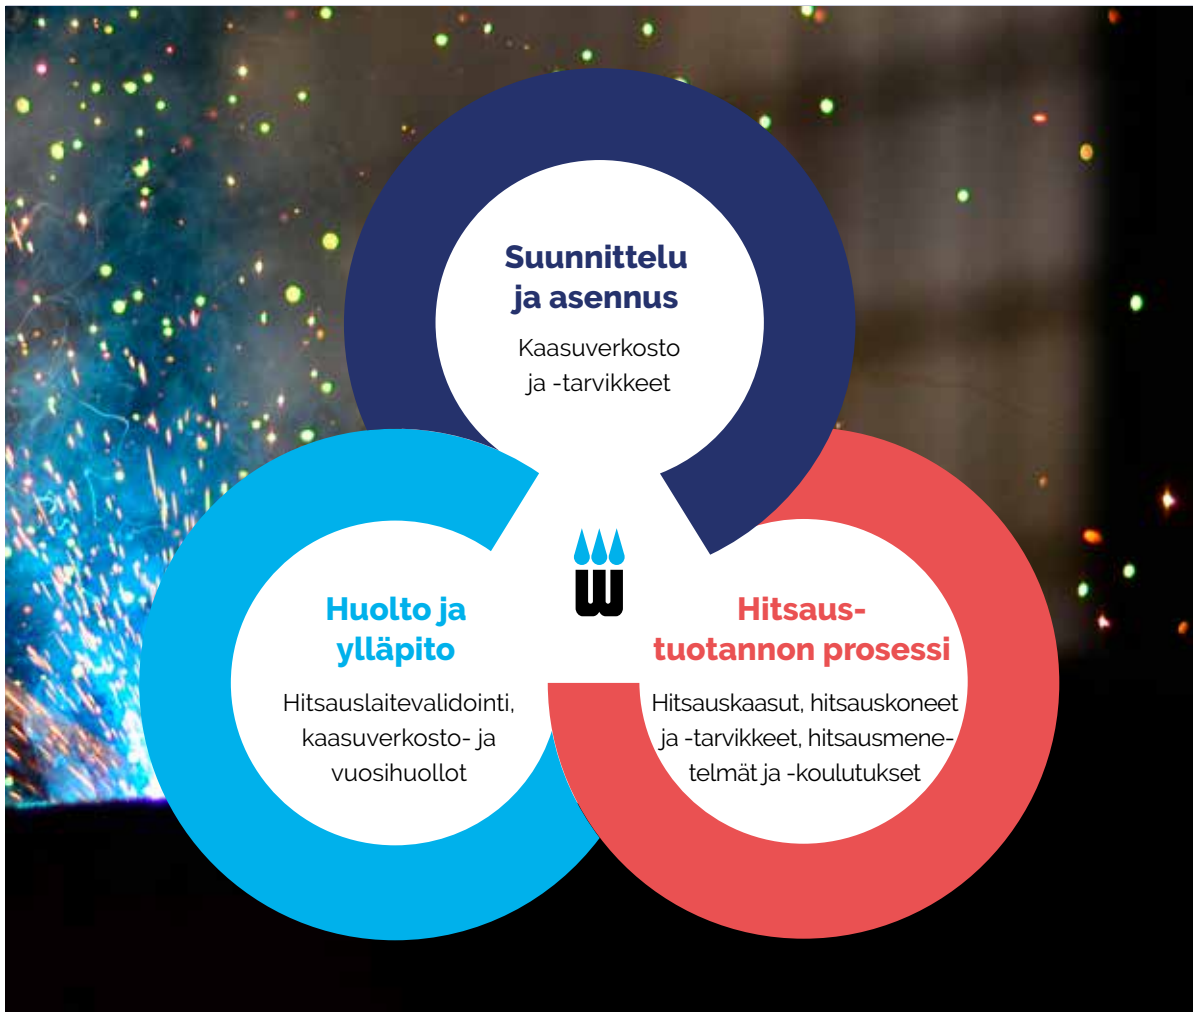 Suunnittelu
ja asennus
Kaasuverkosto
ja -tarvikkeet
Huolto ja
ylläpito
Hitsauslaitevalidointi,
kaasuverkosto- ja
vuosihuollot
Hitsaus-
tuotannon prosessi
Hitsauskaasut, hitsauskoneet
ja -tarvikkeet, hitsausmene-
telmät ja -koulutukset